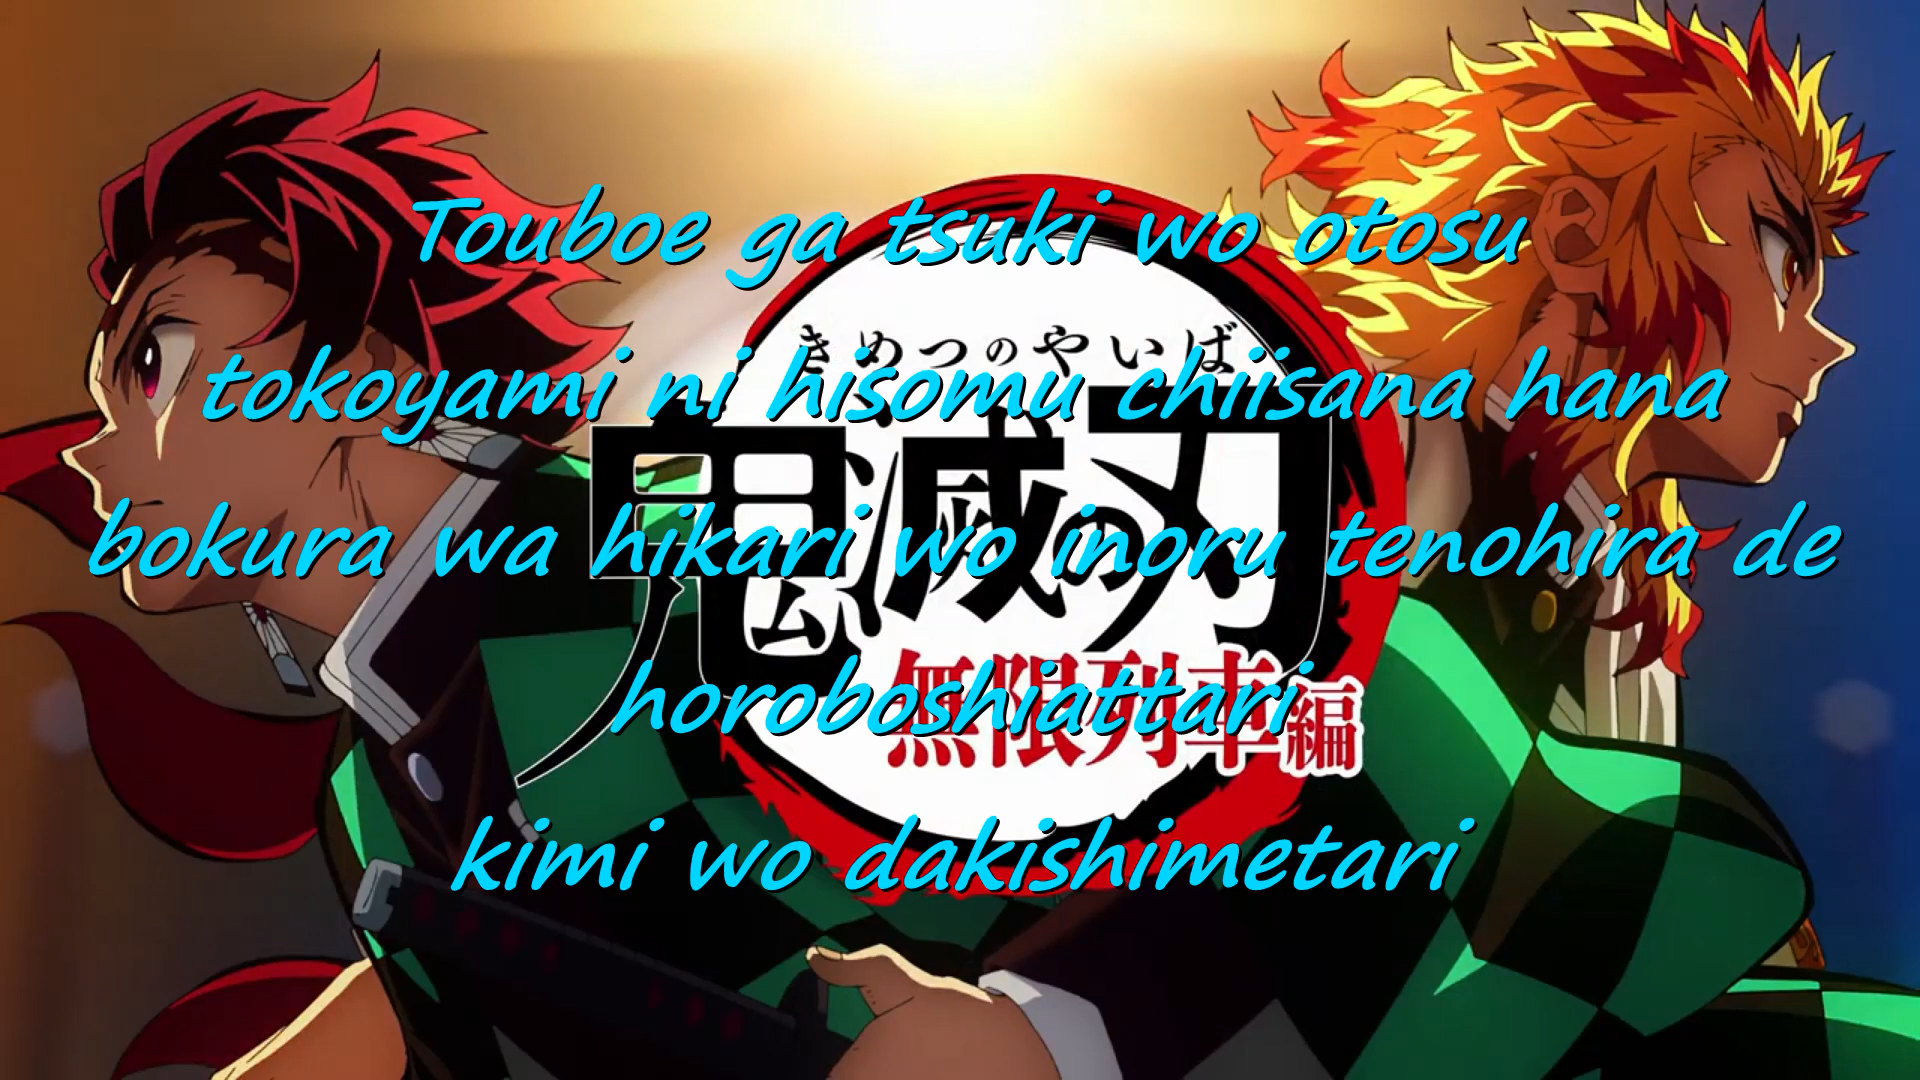 Touboe ga tsuki wo otosu
きめつのやいば
tokoyami ni hisomu chiisana hana
鬼滅の刃
bokura wa hikari wo inoru tenohira de
無限列車編
horoboshiattari
kimi wo dakishimetari